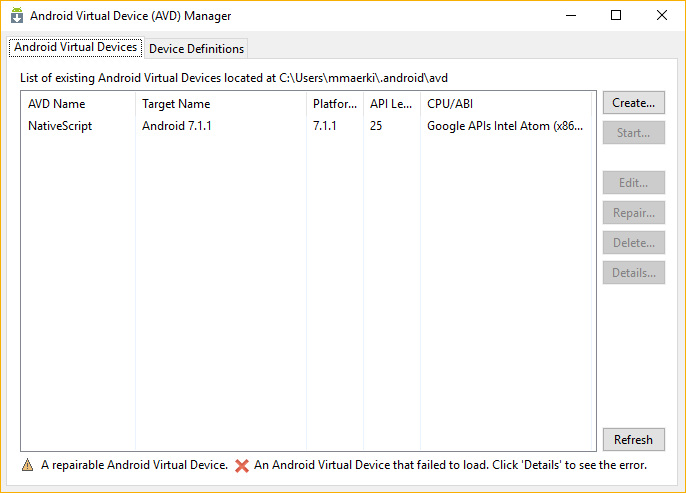 Android Virtual Device (AVD) Manager
Android Virtual Devices Device Definitions
List of existing Android Virtual Devices located at C:\Users\mmaerki\.android\avd
AVD Name Target Name Platfor... API Le... CPU/ABI
NativeScript Android 7.1.1 7.1.1 25 Google APIs Intel Atom (x86...
Create...
Start...
Edit...
Repair...
Delete...
Details...
Refresh
A repairable Android Virtual Device. An Android Virtual Device that failed to load. Click 'Details' to see the error.